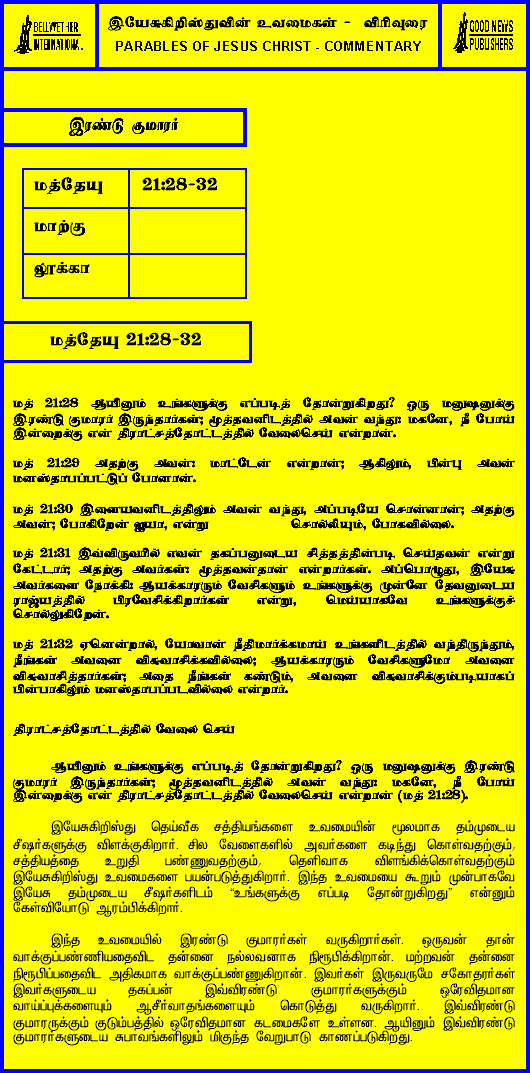 BELLWETHER
INTERNATIONAL
இயேசுகிறிஸ்துவின் உவமைகள் - விரிவுரை
PARABLES OF JESUS CHRIST - COMMENTARY
GOOD NEWS
PUBLISHERS
இரண்டு குமாரர்
மத்தேயு 21:28-32
மாற்கு
லூக்கா
மத்தேயு 21:28-32
மத் 21:28 ஆயினும் உங்களுக்கு எப்படித் தோன்றுகிறது? ஒரு மனுஷனுக்கு
இரண்டு குமாரர் இருந்தார்கள்; மூத்தவனிடத்தில் அவன் வந்து: மகனே, நீ போய்
இன்றைக்கு என் திராட்சத்தோட்டத்தில் வேலைசெய் என்றான்.
மத் 21:29 அதற்கு அவன்: மாட்டேன் என்றான்; ஆகிலும், பின்பு அவன்
மனஸ்தாபப்பட்டுப் போனான்.
மத் 21:30 இளையவனிடத்திலும் அவன் வந்து, அப்படியே சொன்னான்; அதற்கு
அவன்; போகிறேன் ஐயா, என்று சொல்லியும், போகவில்லை.
மத் 21:31 இவ்விருவரில் எவன் தகப்பனுடைய சித்தத்தின்படி செய்தவன் என்று
கேட்டார்; அதற்கு அவர்கள்: மூத்தவன்தான் என்றார்கள். அப்பொழுது, இயேசு
அவர்களை நோக்கி: ஆயக்காரரும் வேசிகளும் உங்களுக்கு முன்னே தேவனுடைய
ராஜ்யத்தில் பிரவேசிக்கிறார்கள் என்று, மெய்யாகவே உங்களுக்குச்
சொல்லுகிறேன்.
மத் 21:32 ஏனென்றால், யோவான் நீதிமார்க்கமாய் உங்களிடத்தில் வந்திருந்தும்,
நீங்கள் அவனை விசுவாசிக்கவில்லை; ஆயக்காரரும் வேசிகளுமோ அவனை
விசுவாசித்தார்கள்; அதை நீங்கள் கண்டும், அவனை விசுவாசிக்கும்படியாகப்
பின்பாகிலும் மனஸ்தாபப்படவில்லை என்றார்.
திராட்சத்தோட்டத்தில் வேலை செய்
ஆயினும் உங்களுக்கு எப்படித் தோன்றுகிறது? ஒரு மனுஷனுக்கு இரண்டு
குமாரர் இருந்தார்கள்; மூத்தவனிடத்தில் அவன் வந்து: மகனே, நீ போய்
இன்றைக்கு என் திராட்சத்தோட்டத்தில் வேலைசெய் என்றான் (மத் 21:28).
இயேசுகிறிஸ்து தெய்வீக சத்தியங்களை உவமையின் மூலமாக தம்முடைய
சீஷர்களுக்கு விளக்குகிறார். சில வேளைகளில் அவர்களை கடிந்து கொள்வதற்கும்,
சத்தியத்தை உறுதி பண்ணுவதற்கும், தெளிவாக விளங்கிக்கொள்வதற்கும்
இயேசுகிறிஸ்து உவமைகளை பயன்படுத்துகிறார். இந்த உவமையை கூறும் முன்பாகவே
இயேசு தம்முடைய சீஷர்களிடம் “உங்களுக்கு எப்படி தோன்றுகிறது” என்னும்
கேள்வியோடு ஆரம்பிக்கிறார்.
இந்த உவமையில் இரண்டு குமாரர்கள் வருகிறார்கள். ஒருவன் தான்
வாக்குப்பண்ணியதைவிட தன்னை நல்லவனாக நிரூபிக்கிறான். மற்றவன் தன்னை
நிரூபிப்பதைவிட அதிகமாக வாக்குப்பண்ணுகிறான். இவர்கள் இருவருமே சகோதரர்கள்
இவர்களுடைய தகப்பன் இவ்விரண்டு குமாரர்களுக்கும் ஒரேவிதமான
வாய்ப்புக்களையும் ஆசீர்வாதங்களையும் கொடுத்து வருகிறார். இவ்விரண்டு
குமாரருக்கும் குடும்பத்தில் ஒரேவிதமான கடமைகளே உள்ளன. ஆயினும் இவ்விரண்டு
குமாரர்களுடைய சுபாவங்களிலும் மிகுந்த வேறுபாடு காணப்படுகிறது.